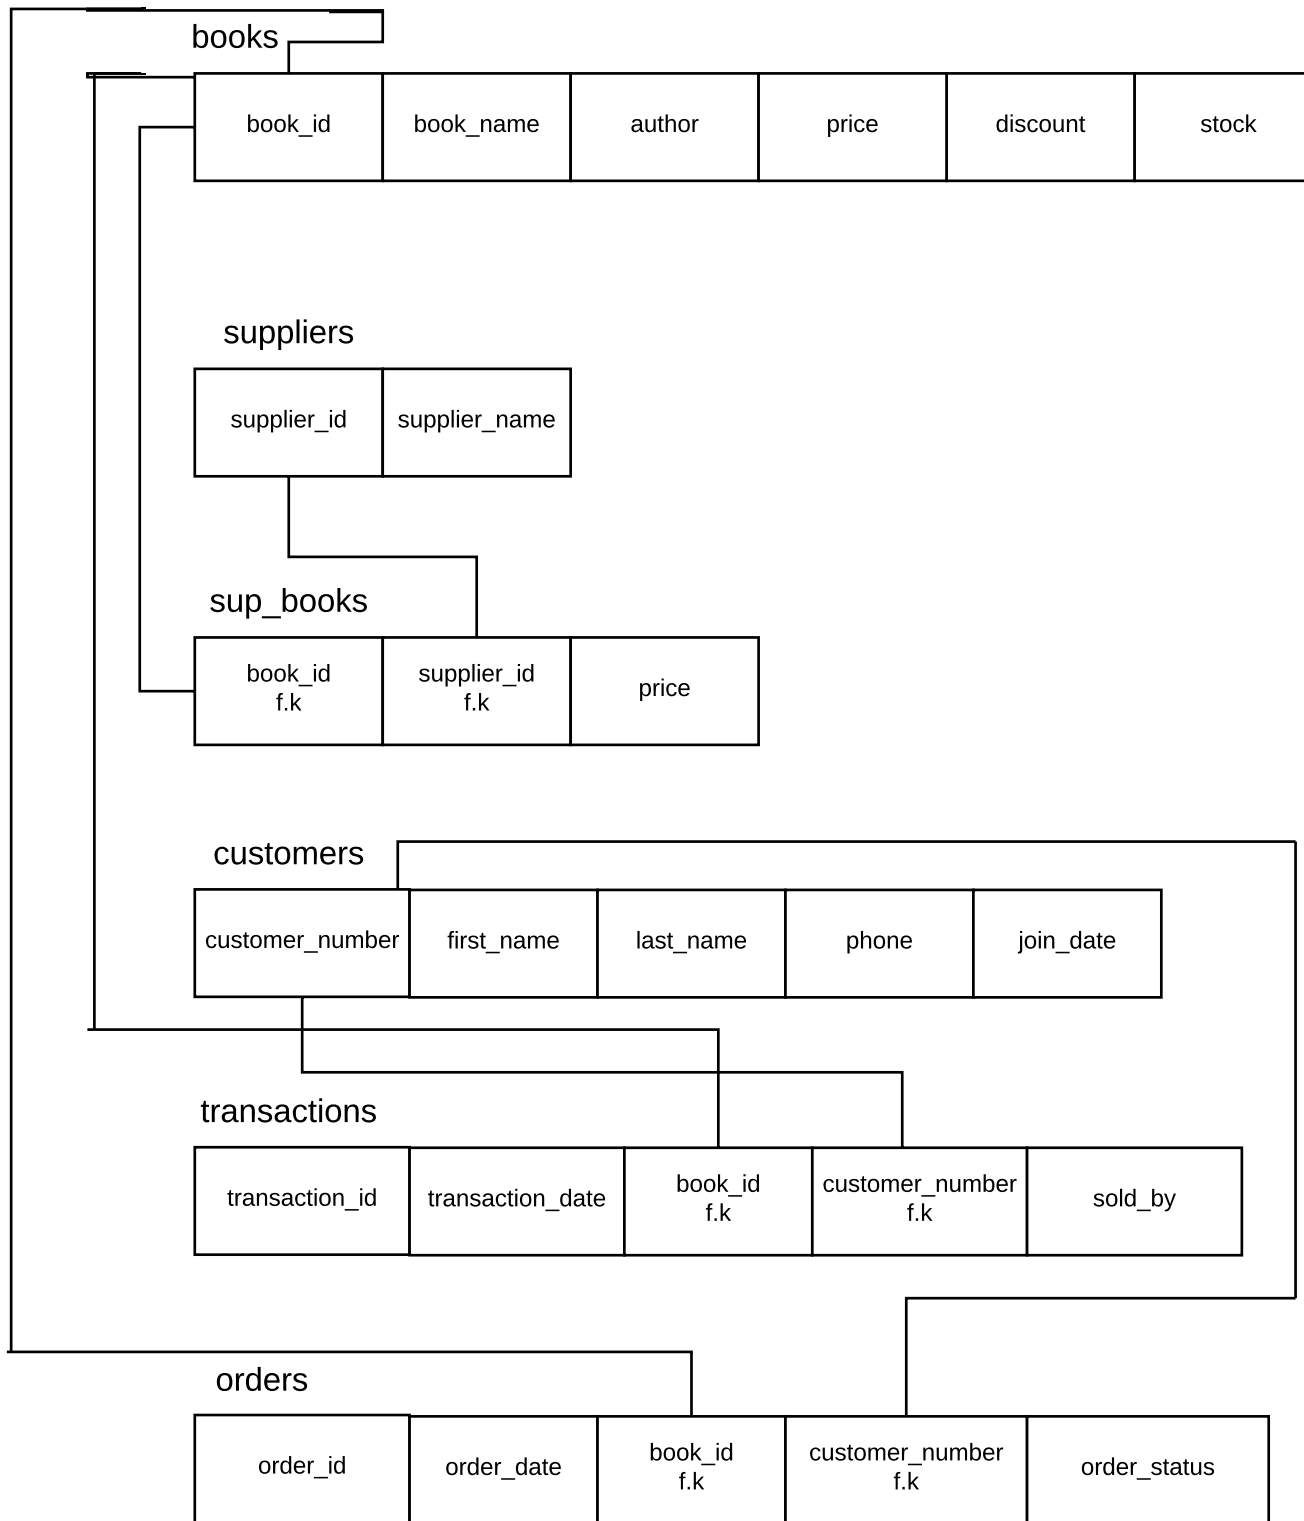 books
book_id
book_name
author
price
discount
stock
suppliers
supplier_id
supplier_name
sup_books
book_id
f.k
supplier_id
f.k
price
customers
customer_number
first_name
last_name
phone
join_date
transactions
transaction_id
transaction_date
book_id
f.k
customer_number
f.k
sold_by
orders
order_id
order_date
book_id
f.k
customer_number
f.k
order_status